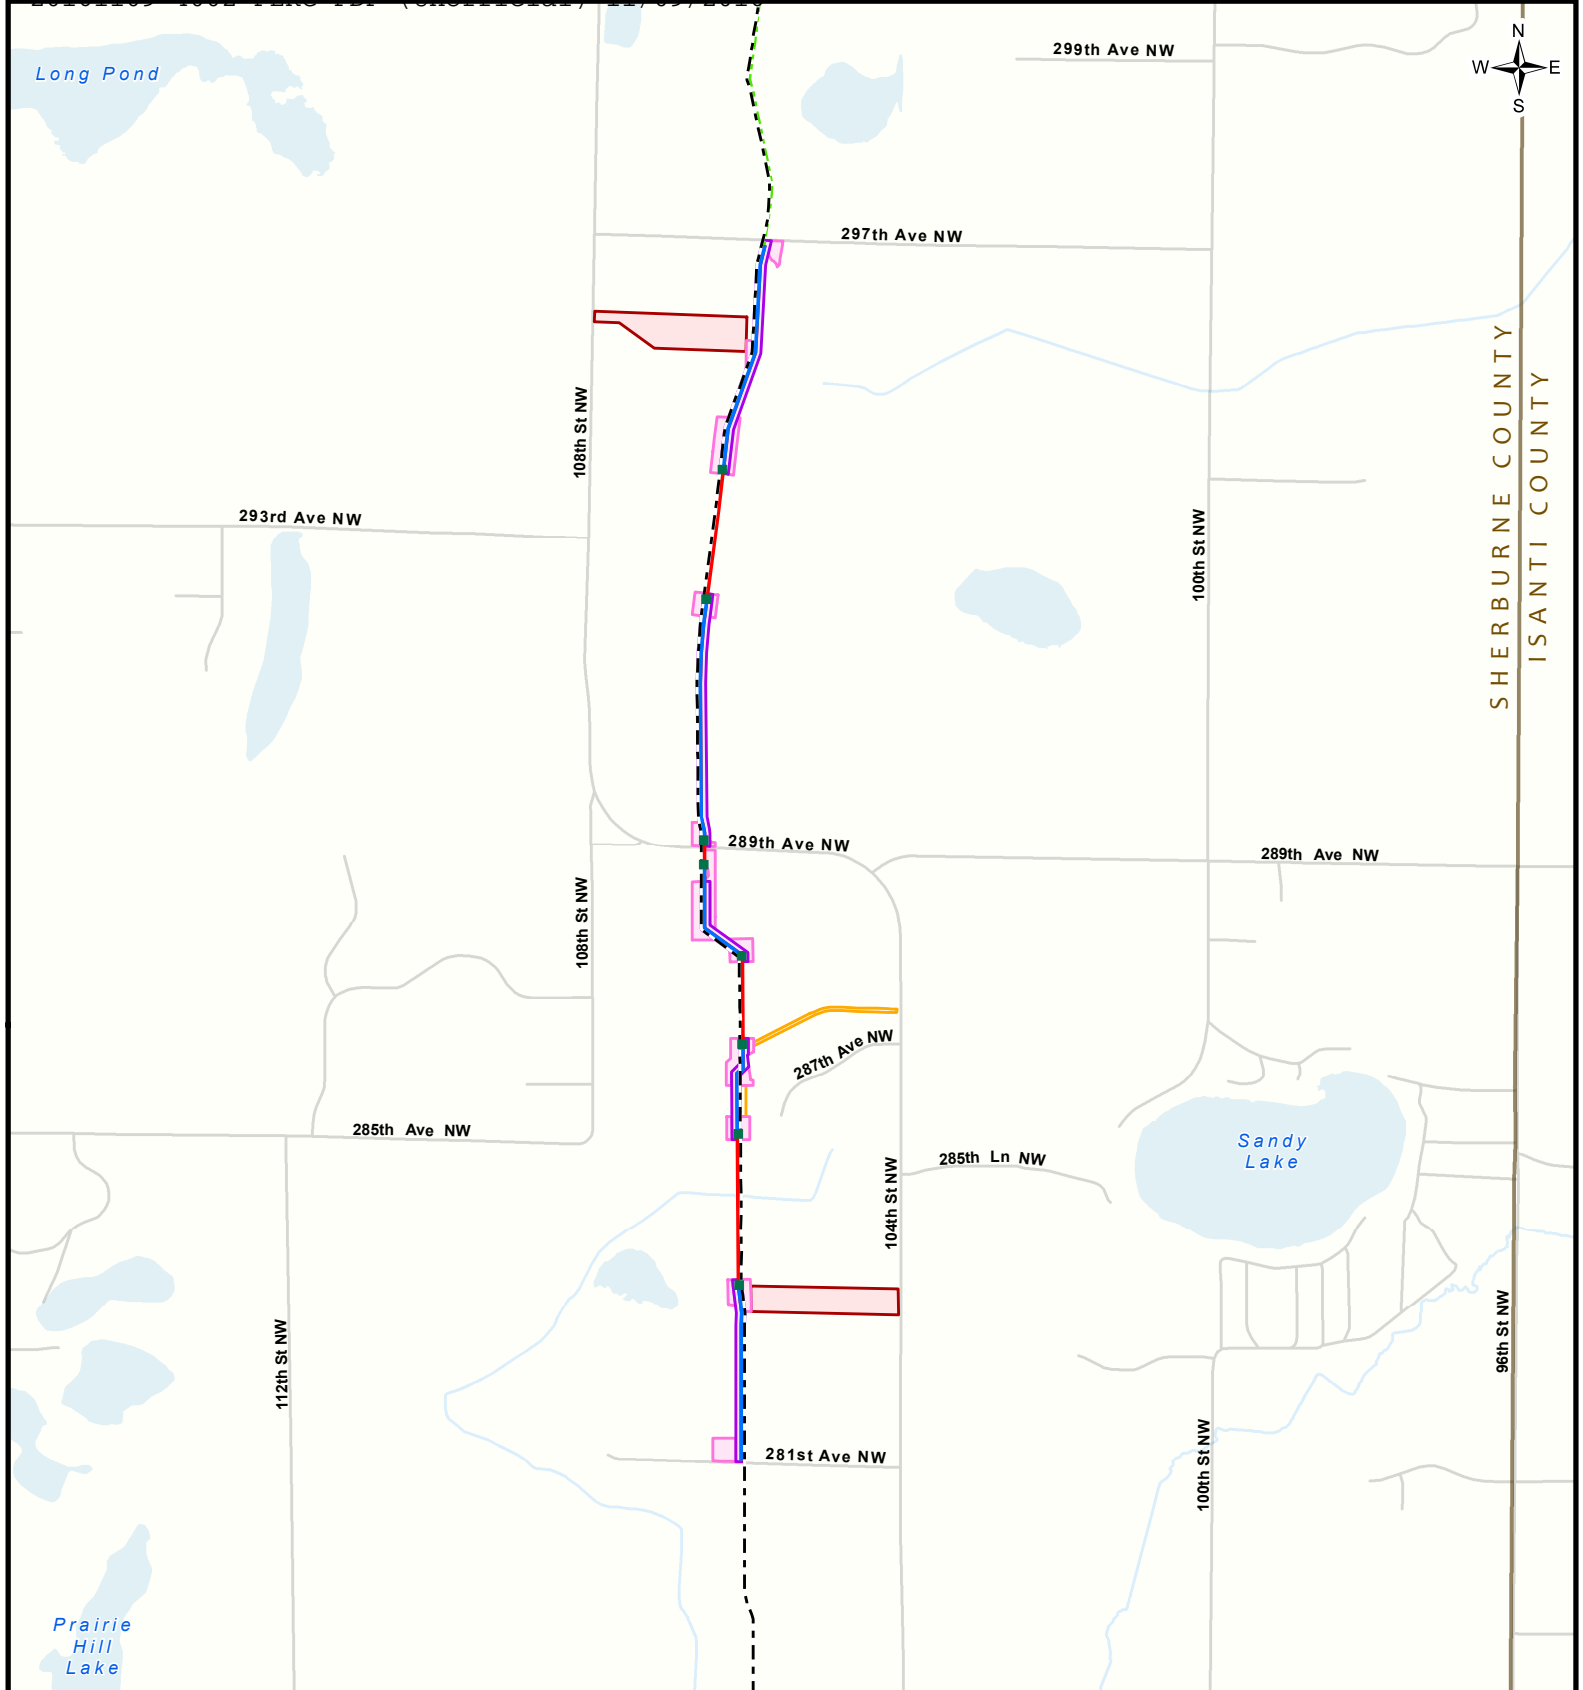 Long Pond
299th Ave NW
N
W E
S
297th Ave NW
SHERBURNE COUNTY
ISANTI COUNTY
108th St NW
293rd Ave NW
100th St NW
289th Ave NW
289th Ave NW
108th St NW
287th Ave NW
285th Ave NW
Sandy
Lake
285th Ln NW
104th St NW
96th St NW
112th St NW
281st Ave NW
100th St NW
Prairie
Hill
Lake